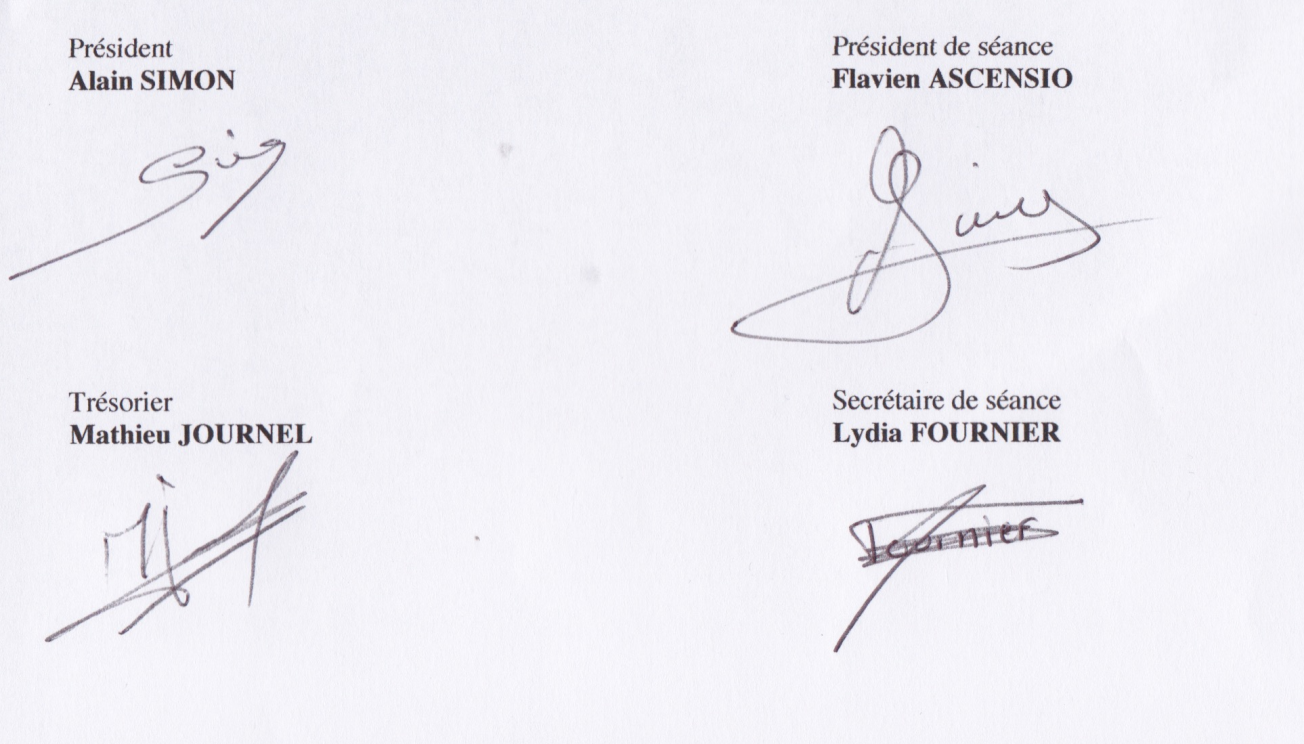 Président
Alain SIMON
Président de séance
Flavien ASCENSIO
Trésorier
Mathieu JOURNEL
Secrétaire de séance
Lydia FOURNIER
Fournier